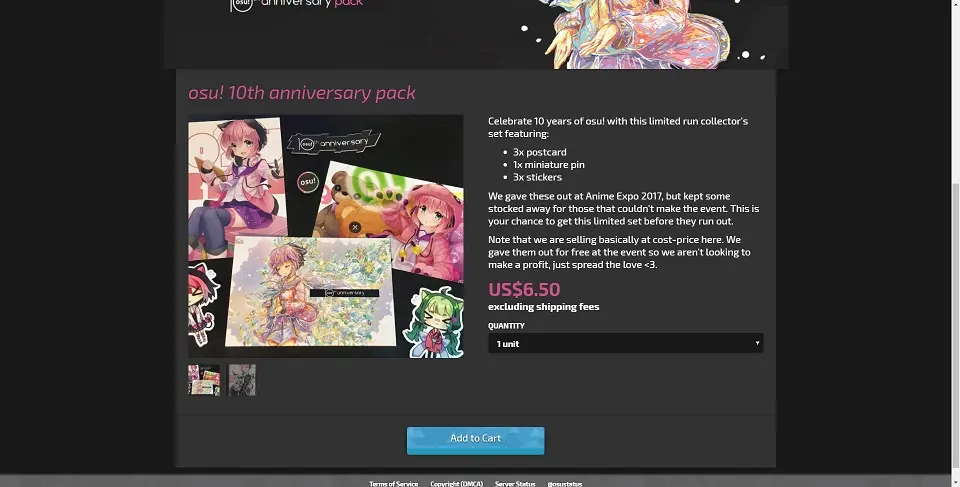 osu! th anniversary pack
osu! 10th anniversary pack
osu! th anniversary
osu!
osu! th anniversary
Celebrate 10 years of osu! with this limited run collector's
set featuring:
• 3x postcard
• 1x miniature pin
• 3x stickers
We gave these out at Anime Expo 2017, but kept some
stocked away for those that couldn't make the event. This is
your chance to get this limited set before they run out.
Note that we are selling basically at cost-price here. We
gave them out for free at the event so we aren't looking to
make a profit, just spread the love <3.
US$6.50
excluding shipping fees
QUANTITY
1 unit
Add to Cart
Terms of Service Copyright (DMCA) Server Status @osustatus